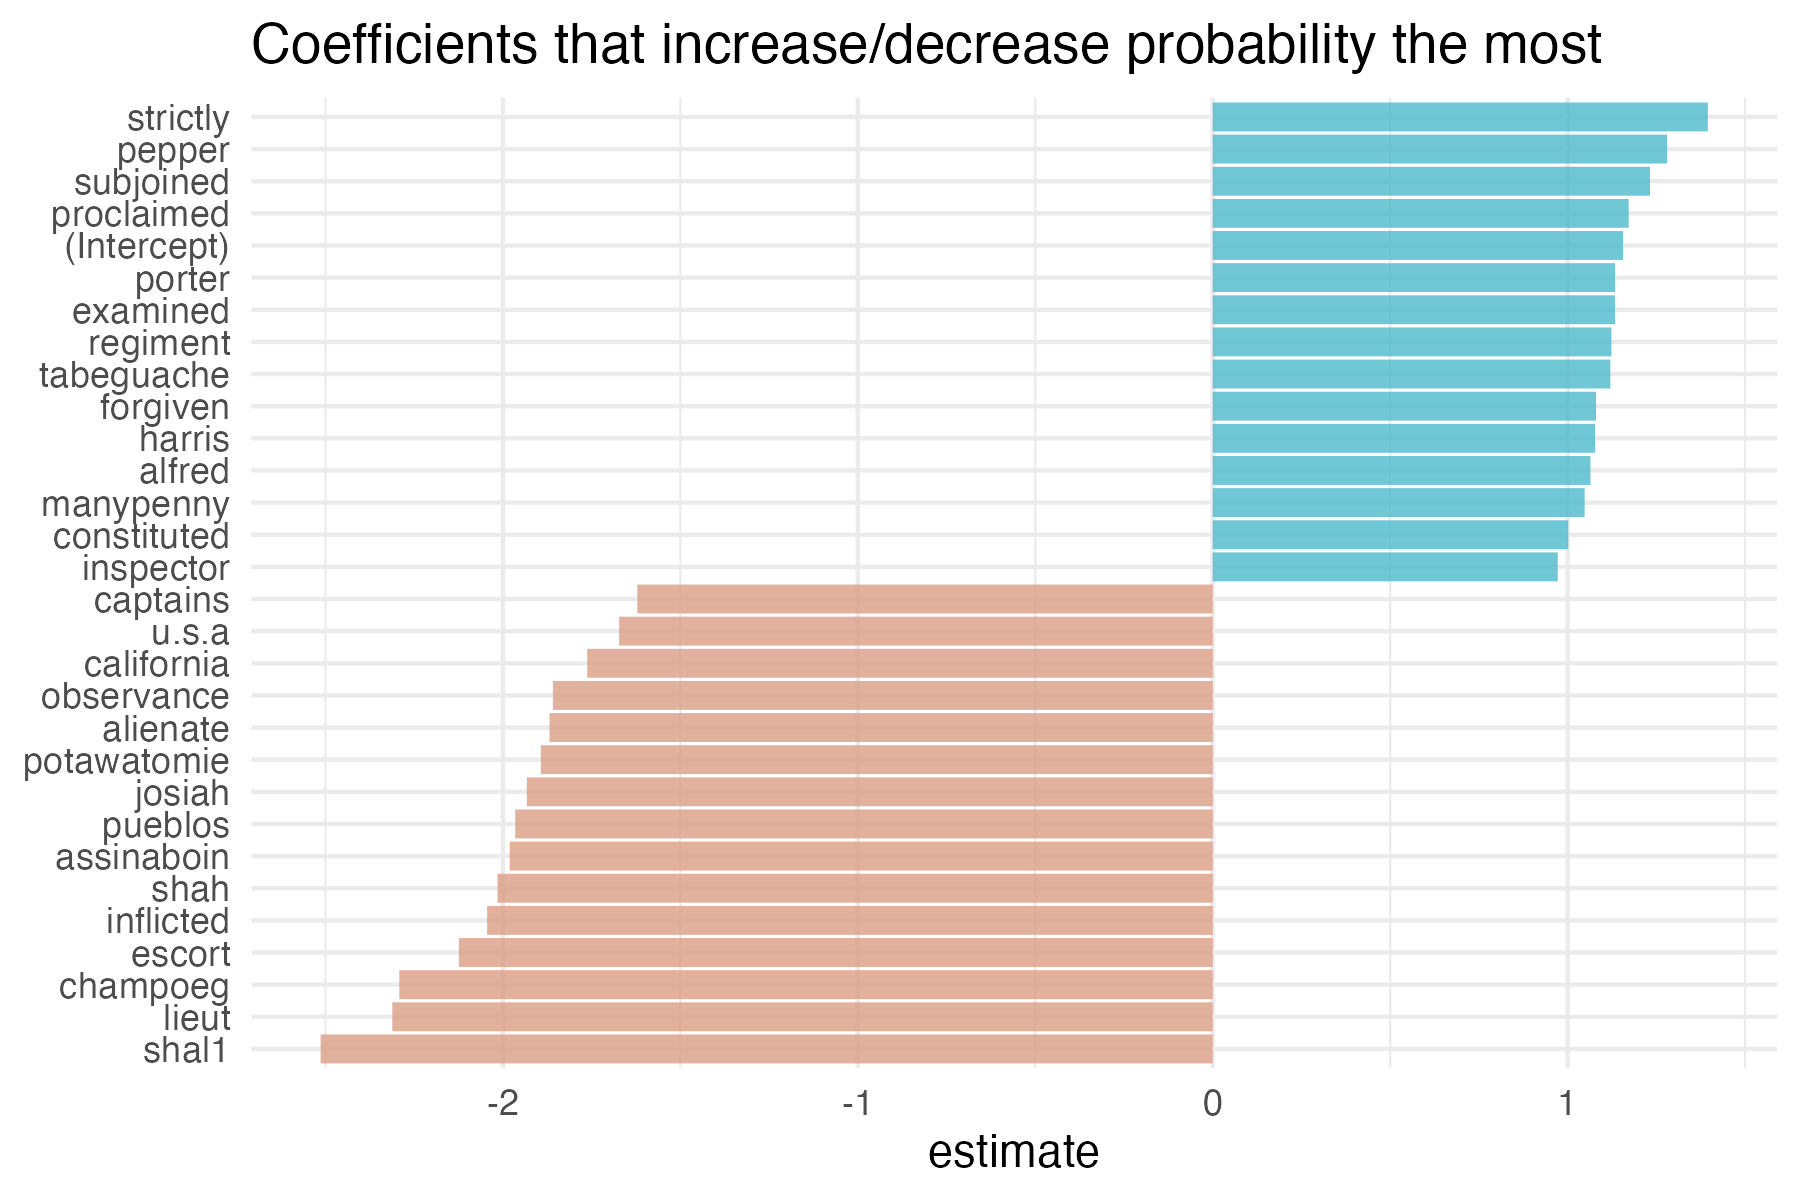 Coefficients that increase/decrease probability the most
strictly
pepper
subjoined
proclaimed
(Intercept)
porter
examined
regiment
tabeguache
forgiven
harris
alfred
manypenny
constituted
inspector
captains
u.s.a
california
observance
alienate
potawatomie
josiah
pueblos
assinaboin
shah
inflicted
escort
champoeg
lieut
shal1
-2 -1 0 1
estimate